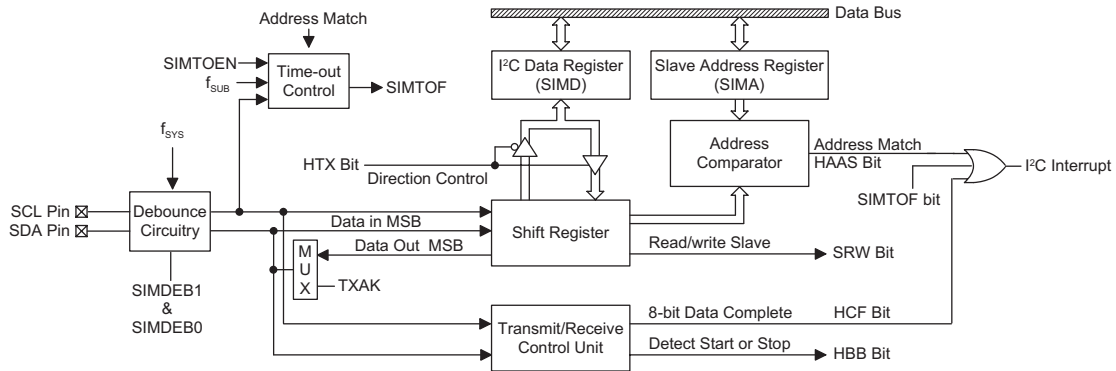 Data Bus
Address Match
SIMTOEN
fSUB
Time-out
Control
SIMTOF
I²C Data Register
(SIMD)
Slave Address Register
(SIMA)
fSYS
HTX Bit
Direction Control
Address
Comparator
Address Match
HAAS Bit
I²C Interrupt
SIMTOF bit
SCL Pin
SDA Pin
Debounce
Circuitry
Data in MSB
Shift Register
Data Out MSB
M
U
X
TXAK
Read/write Slave
SRW Bit
SIMDEB1
&
SIMDEB0
Transmit/Receive
Control Unit
8-bit Data Complete
HCF Bit
Detect Start or Stop
HBB Bit